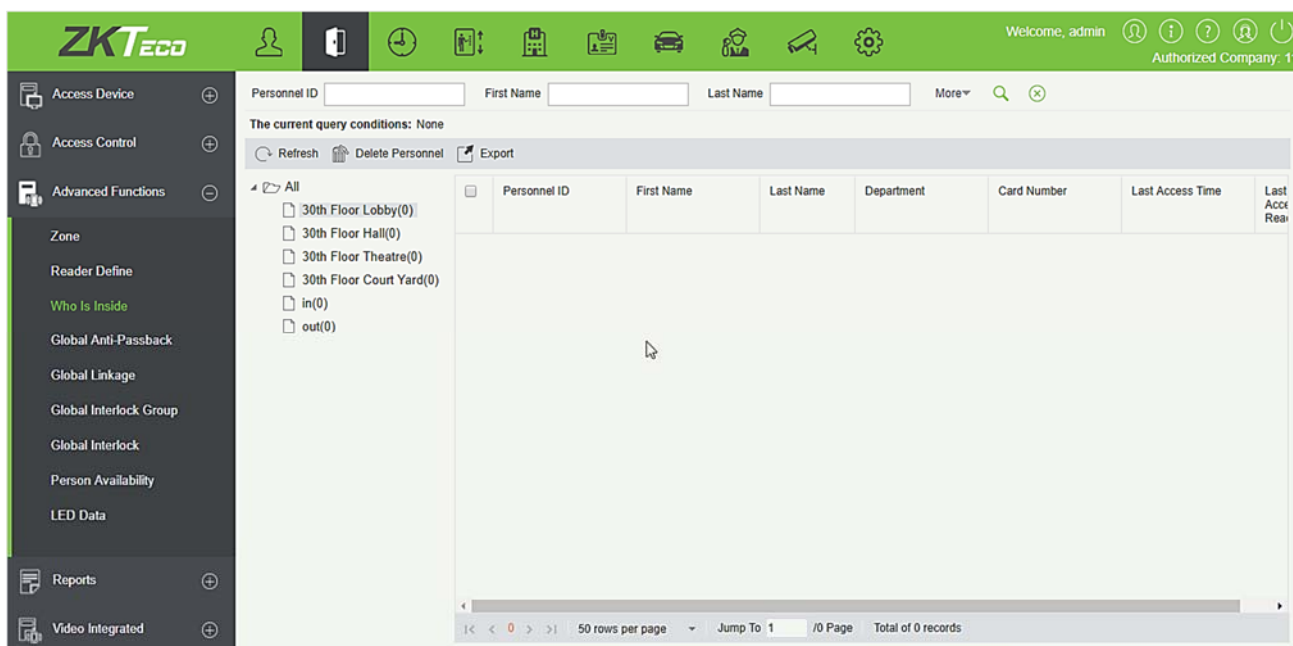 ZKTECO
Welcome, admin
Authorized Company: 1
Access Device
Access Control
Advanced Functions
Zone
Reader Define
Who Is Inside
Global Anti-Passback
Global Linkage
Global Interlock Group
Global Interlock
Person Availability
LED Data
Reports
Video Integrated
Personnel ID First Name Last Name More
The current query conditions: None
Refresh Delete Personnel Export
All
30th Floor Lobby(0)
30th Floor Hall(0)
30th Floor Theatre(0)
30th Floor Court Yard(0)
in(0)
out(0)
Personnel ID First Name Last Name Department Card Number Last Access Time Last
Acce
Read
|< < 0 > >| 50 rows per page Jump To 1 /0 Page Total of 0 records